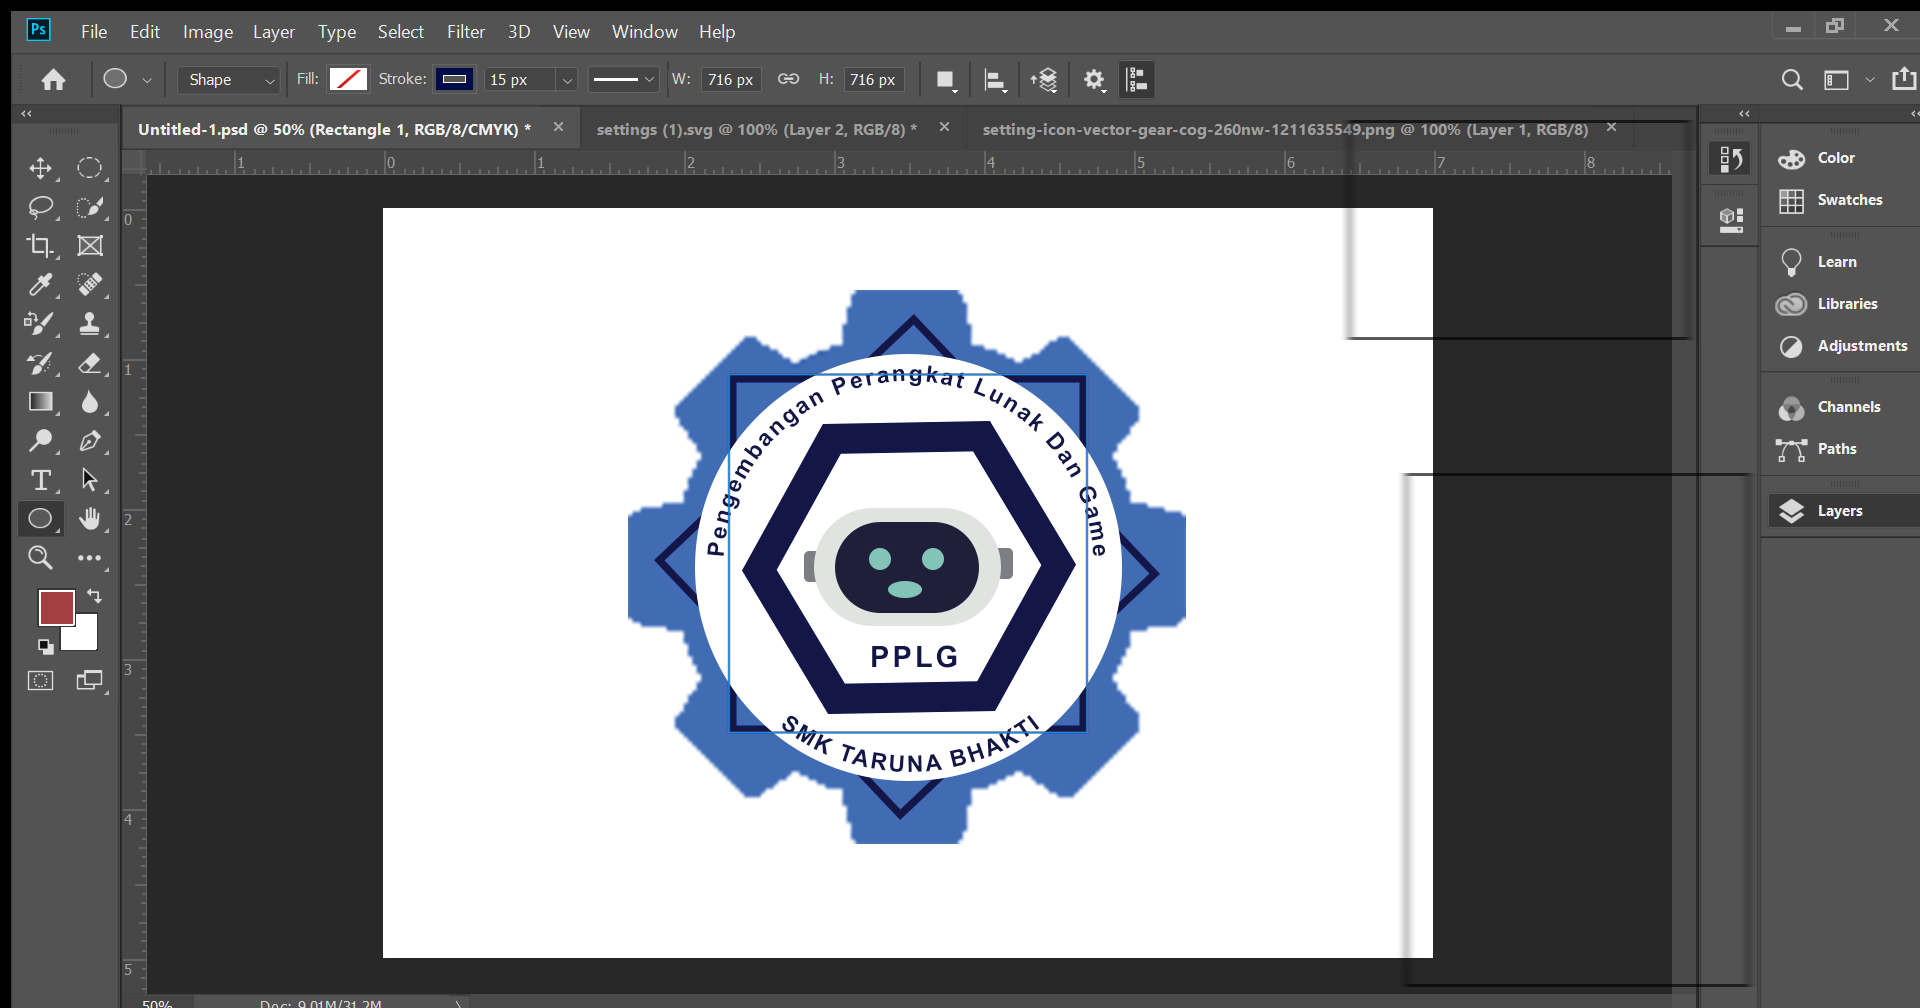 Ps File Edit Image Layer Type Select Filter 3D View Window Help
Shape Fill: Stroke: 15 px W: 716 px H: 716 px
Untitled-1.psd @ 50% (Rectangle 1, RGB/8/CMYK) * × settings (1).svg @ 100% (Layer 2, RGB/8) * × setting-icon-vector-gear-cog-260nw-1211635549.png @ 100% (Layer 1, RGB/8) ×
1 0 1 2 3 4 5 6 7 8
0
1
2
3
4
5
Color
Swatches
Learn
Libraries
Adjustments
Channels
Paths
Layers
Pengembangan Perangkat Lunak Dan Game
PPLG
SMK TARUNA BHAKTI
50% Doc: 9.01M/31.2M